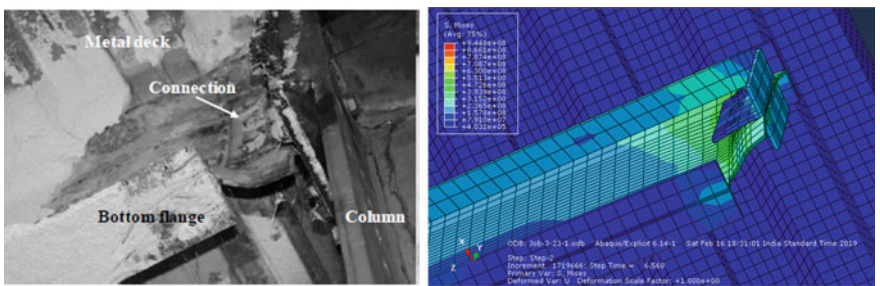 Metal deck
Connection
Bottom flange
Column
S, Mises
(Avg: 75%)
+9.448e+08
+8.661e+08
+7.874e+08
+7.087e+08
+6.300e+08
+5.513e+08
+4.726e+08
+3.939e+08
+3.152e+08
+2.365e+08
+1.578e+08
+7.910e+07
+4.032e+05
X
Y
Z
ODB: Job-3-23-1.odb Abaqus/Explicit 6.14-1 Sat Feb 16 18:31:01 India Standard Time 2019
Step: Step-2
Increment 1719666: Step Time = 6.560
Primary Var: S, Mises
Deformed Var: U Deformation Scale Factor: +1.000e+00